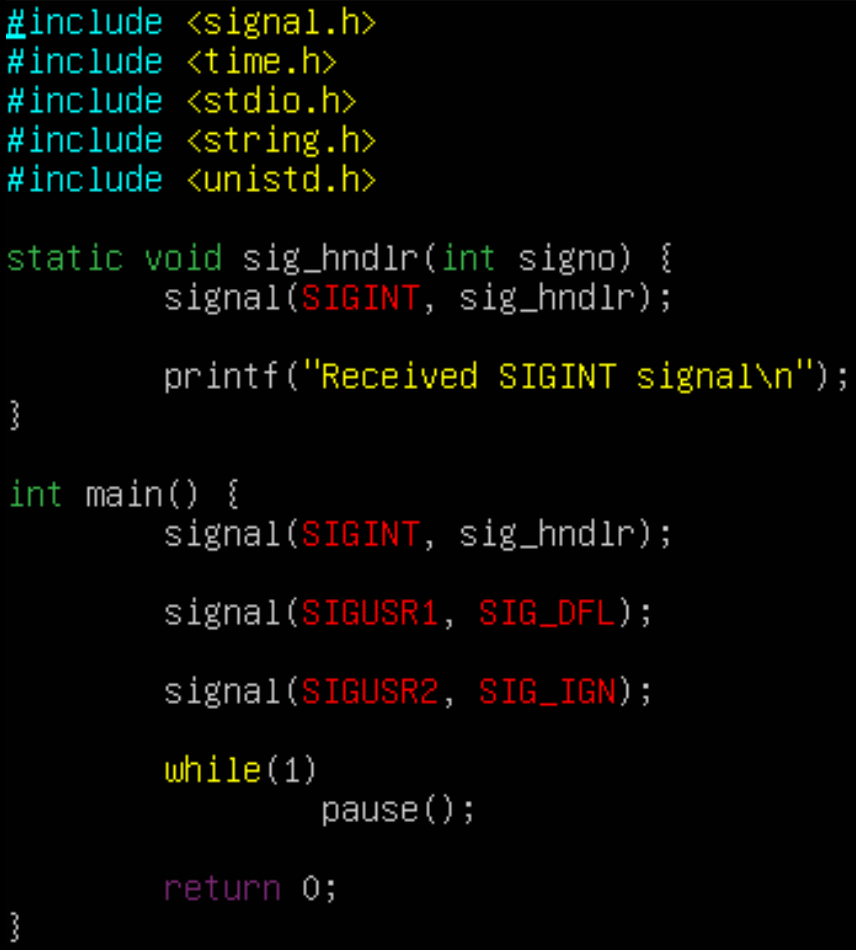 #include <signal.h>
#include <time.h>
#include <stdio.h>
#include <string.h>
#include <unistd.h>
static void sig_hndlr(int signo) {
signal(SIGINT, sig_hndlr);
printf("Received SIGINT signal\n");
}
int main() {
signal(SIGINT, sig_hndlr);
signal(SIGUSR1, SIG_DFL);
signal(SIGUSR2, SIG_IGN);
while(1)
pause();
return 0;
}